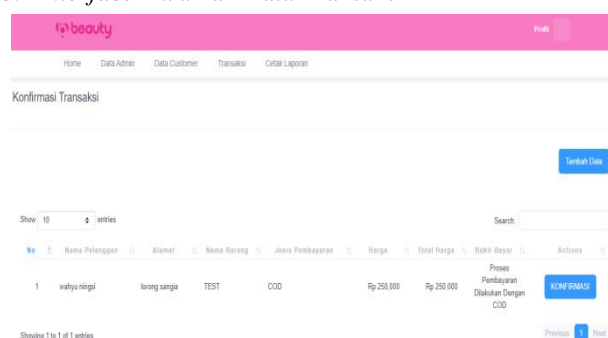 beauty
Profil
Home Data Admin Data Customer Transaksi Cetak Laporan
Konfirmasi Transaksi
Tambah Data
Show 10 entries
Search:
No Nama Pelanggan Alamat Nama Barang Jenis Pembayaran Harga Total Harga Bukti Bayar Actions
1 wahyu ningsi lorong sangia TEST COD Rp 250,000 Rp 250,000 Proses Pembayaran Dilakukan Dengan COD KONFIRMASI
Showing 1 to 1 of 1 entries
Previous 1 Next